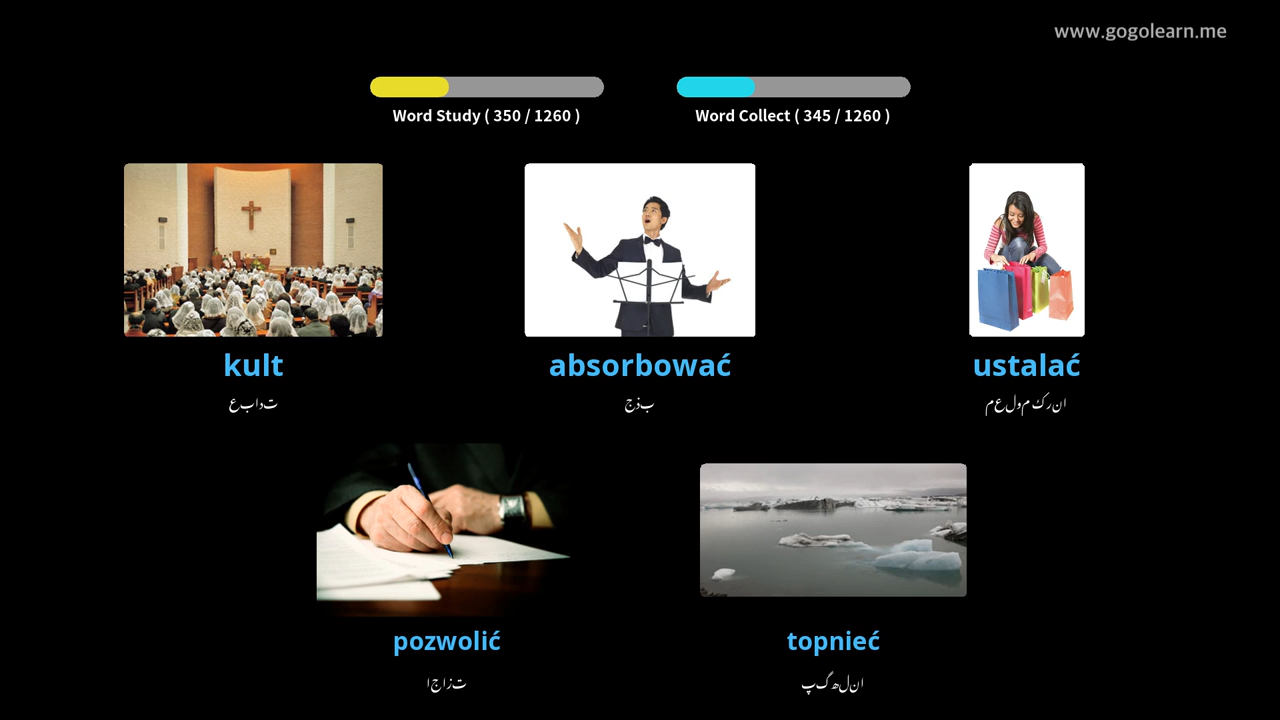 www.gogolearn.me
Word Study ( 350 / 1260 )
Word Collect ( 345 / 1260 )
kult
absorbować
ustalać
عبادت
جذب
معلوم کرنا
pozwolić
topnieć
اجازت
پگھلنا